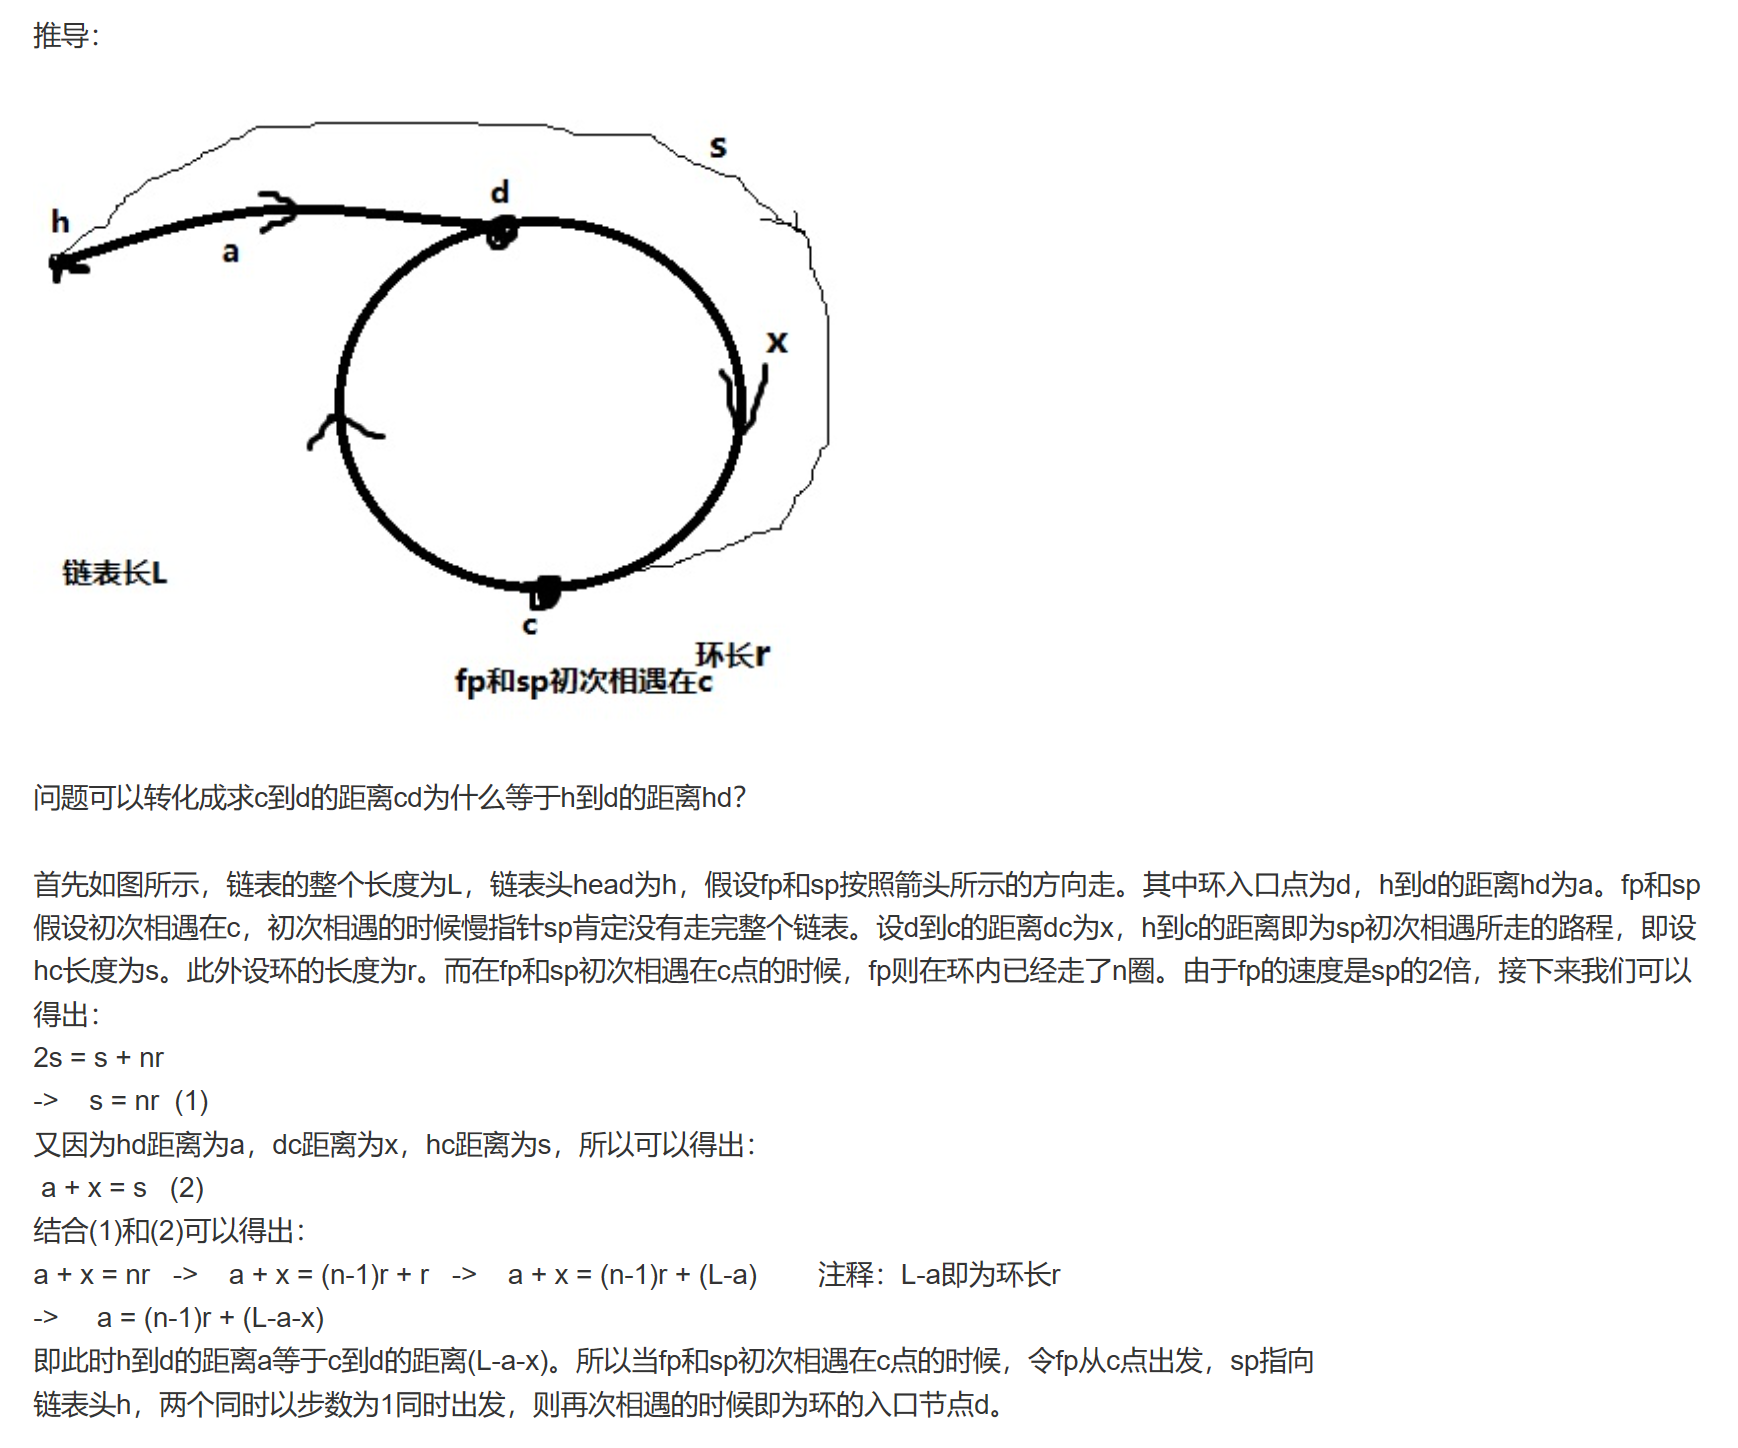 推导：
s
d
h
a
x
链表长L
c
环长r
fp和sp初次相遇在c
问题可以转化成求c到d的距离cd为什么等于h到d的距离hd？
首先如图所示，链表的整个长度为L，链表头head为h，假设fp和sp按照箭头所示的方向走。其中环入口点为d，h到d的距离hd为a。fp和sp
假设初次相遇在c，初次相遇的时候慢指针sp肯定没有走完整个链表。设d到c的距离dc为x，h到c的距离即为sp初次相遇所走的路程，即设
hc长度为s。此外设环的长度为r。而在fp和sp初次相遇在c点的时候，fp则在环内已经走了n圈。由于fp的速度是sp的2倍，接下来我们可以
得出：
2s = s + nr
->    s = nr  (1)
又因为hd距离为a，dc距离为x，hc距离为s，所以可以得出：
a + x = s   (2)
结合(1)和(2)可以得出：
a + x = nr   ->    a + x = (n-1)r + r   ->    a + x = (n-1)r + (L-a)        注释：L-a即为环长r
->     a = (n-1)r + (L-a-x)
即此时h到d的距离a等于c到d的距离(L-a-x)。所以当fp和sp初次相遇在c点的时候，令fp从c点出发，sp指向
链表头h，两个同时以步数为1同时出发，则再次相遇的时候即为环的入口节点d。